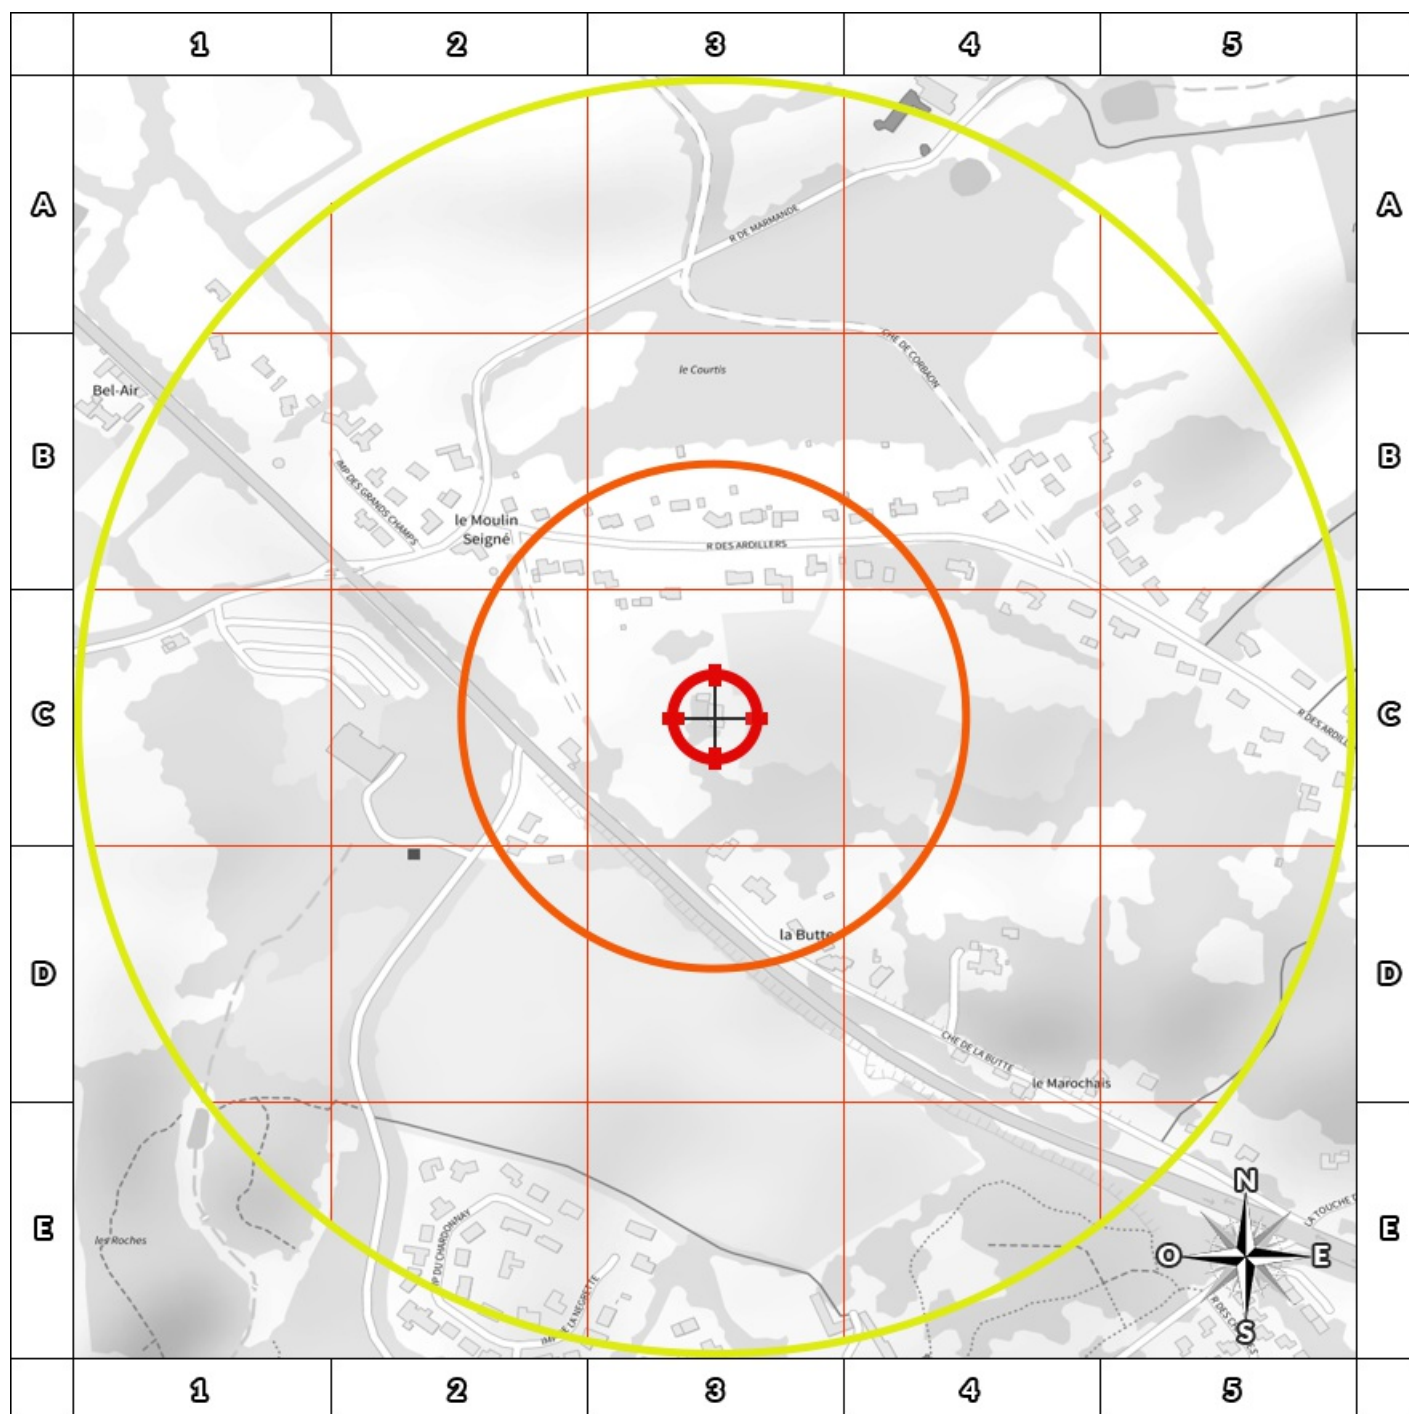 1 2 3 4 5
A A
R DE MARMANDE
CHE DE CORBAON
le Courtis
Bel-Air
B B
IMP DES GRANDS CHAMPS
le Moulin
Seigné
R DES ARDILLERS
C C
R DES ARDILL
la Butte
D D
CHE DE LA BUTTE
le Marochais
N
LA TOUCHE D
E E
les Roches
O E
P DU CHARDONNAY
S
1 2 3 4 5